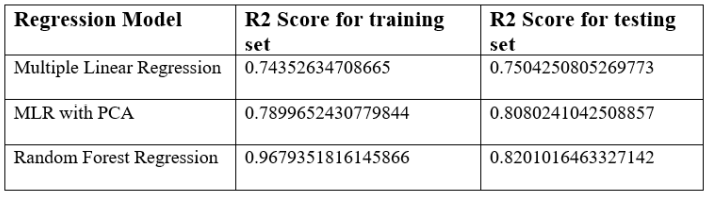 Regression Model R2 Score for training set R2 Score for testing set
Multiple Linear Regression 0.74352634708665 0.7504250805269773
MLR with PCA 0.7899652430779844 0.8080241042508857
Random Forest Regression 0.9679351816145866 0.8201016463327142